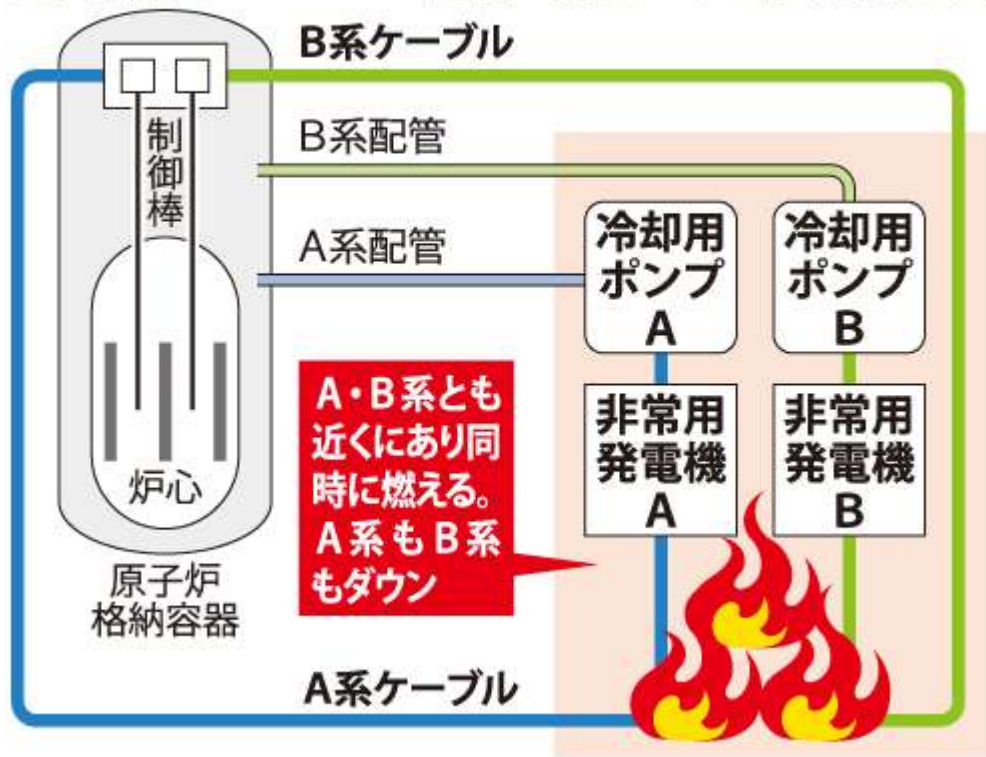 B系ケーブル
B系配管
制
御
棒
A系配管
冷却用
ポンプ
A
冷却用
ポンプ
B
A・B系とも
近くにあり同
時に燃える。
A系もB系
もダウン
非常用
発電機
A
非常用
発電機
B
炉心
原子炉
格納容器
A系ケーブル